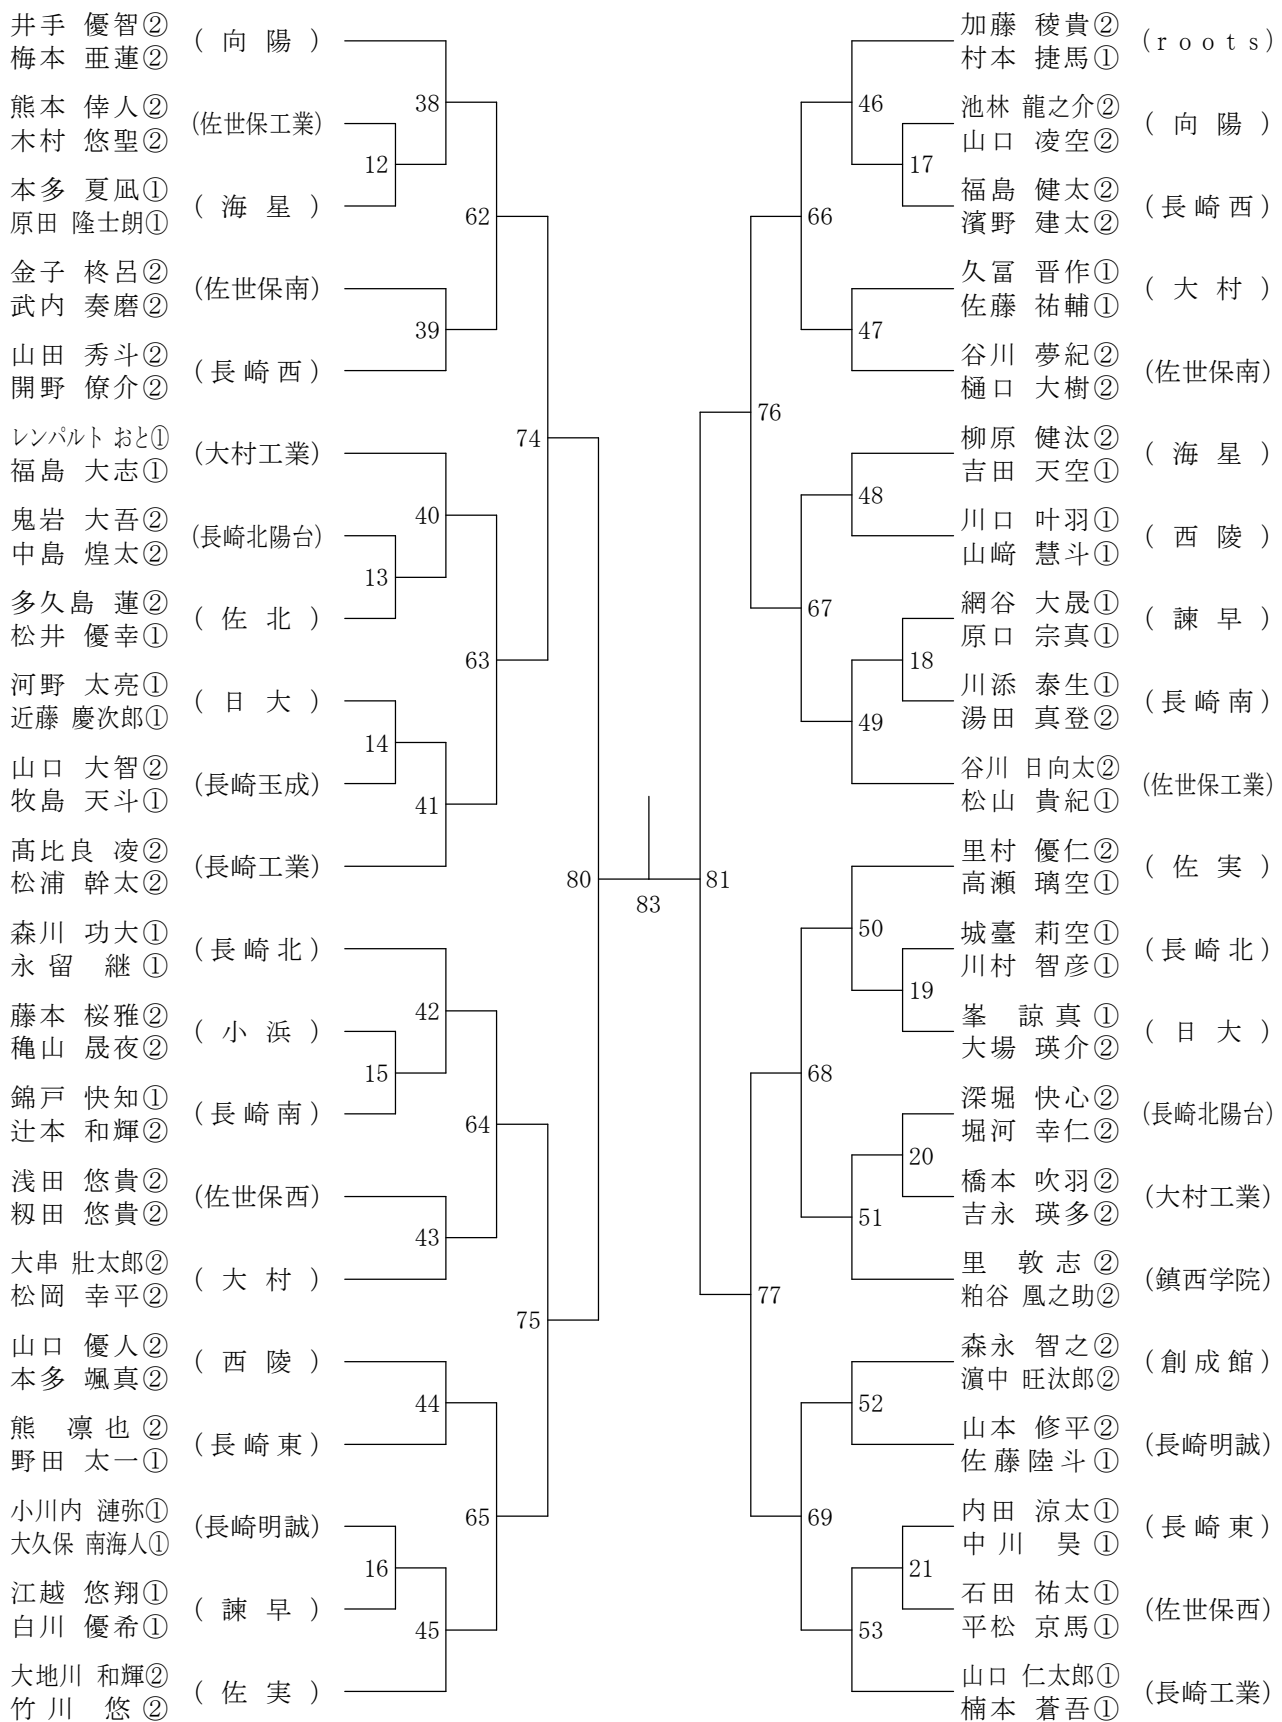 井手 優智②
梅本 亜蓮②
(向陽)
熊本 倖人②
木村 悠聖②
(佐世保工業)
本多 夏凪①
原田 隆士朗①
(海星)
金子 柊呂②
武内 奏磨②
(佐世保南)
山田 秀斗②
開野 僚介②
(長崎西)
レンパルト おと①
福島 大志①
(大村工業)
鬼岩 大吾②
中島 煌太②
(長崎北陽台)
多久島 蓮②
松井 優幸①
(佐北)
河野 太亮①
近藤 慶次郎①
(日大)
山口 大智②
牧島 天斗①
(長崎玉成)
髙比良 凌②
松浦 幹太②
(長崎工業)
森川 功大①
永留 継①
(長崎北)
藤本 桜雅②
穐山 晟夜②
(小浜)
錦戸 快知①
辻本 和輝②
(長崎南)
浅田 悠貴②
籾田 悠貴②
(佐世保西)
大串 壯太郎②
松岡 幸平②
(大村)
山口 優人②
本多 颯真②
(西陵)
熊 凛也②
野田 太一①
(長崎東)
小川内 漣弥①
大久保 南海人①
(長崎明誠)
江越 悠翔①
白川 優希①
(諫早)
大地川 和輝②
竹川 悠②
(佐実)
12
13
14
15
16
38
39
40
41
42
43
44
45
62
63
64
65
74
75
80
83
81
76
77
66
67
68
69
46
47
48
49
50
51
52
53
17
18
19
20
21
加藤 稜貴②
村本 捷馬①
(roots)
池林 龍之介②
山口 凌空②
(向陽)
福島 健太②
濱野 建太②
(長崎西)
久冨 晋作①
佐藤 祐輔①
(大村)
谷川 夢紀②
樋口 大樹②
(佐世保南)
柳原 健汰②
吉田 天空①
(海星)
川口 叶羽①
山﨑 慧斗①
(西陵)
網谷 大晟①
原口 宗真①
(諫早)
川添 泰生①
湯田 真登②
(長崎南)
谷川 日向太②
松山 貴紀①
(佐世保工業)
里村 優仁②
高瀬 璃空①
(佐実)
城臺 莉空①
川村 智彦①
(長崎北)
峯 諒真①
大場 瑛介②
(日大)
深堀 快心②
堀河 幸仁②
(長崎北陽台)
橋本 吹羽②
吉永 瑛多②
(大村工業)
里 敦志②
粕谷 凰之助②
(鎮西学院)
森永 智之②
濵中 旺汰郎②
(創成館)
山本 修平②
佐藤陸斗①
(長崎明誠)
内田 涼太①
中川 昊①
(長崎東)
石田 祐太①
平松 京馬①
(佐世保西)
山口 仁太郎①
楠本 蒼吾①
(長崎工業)